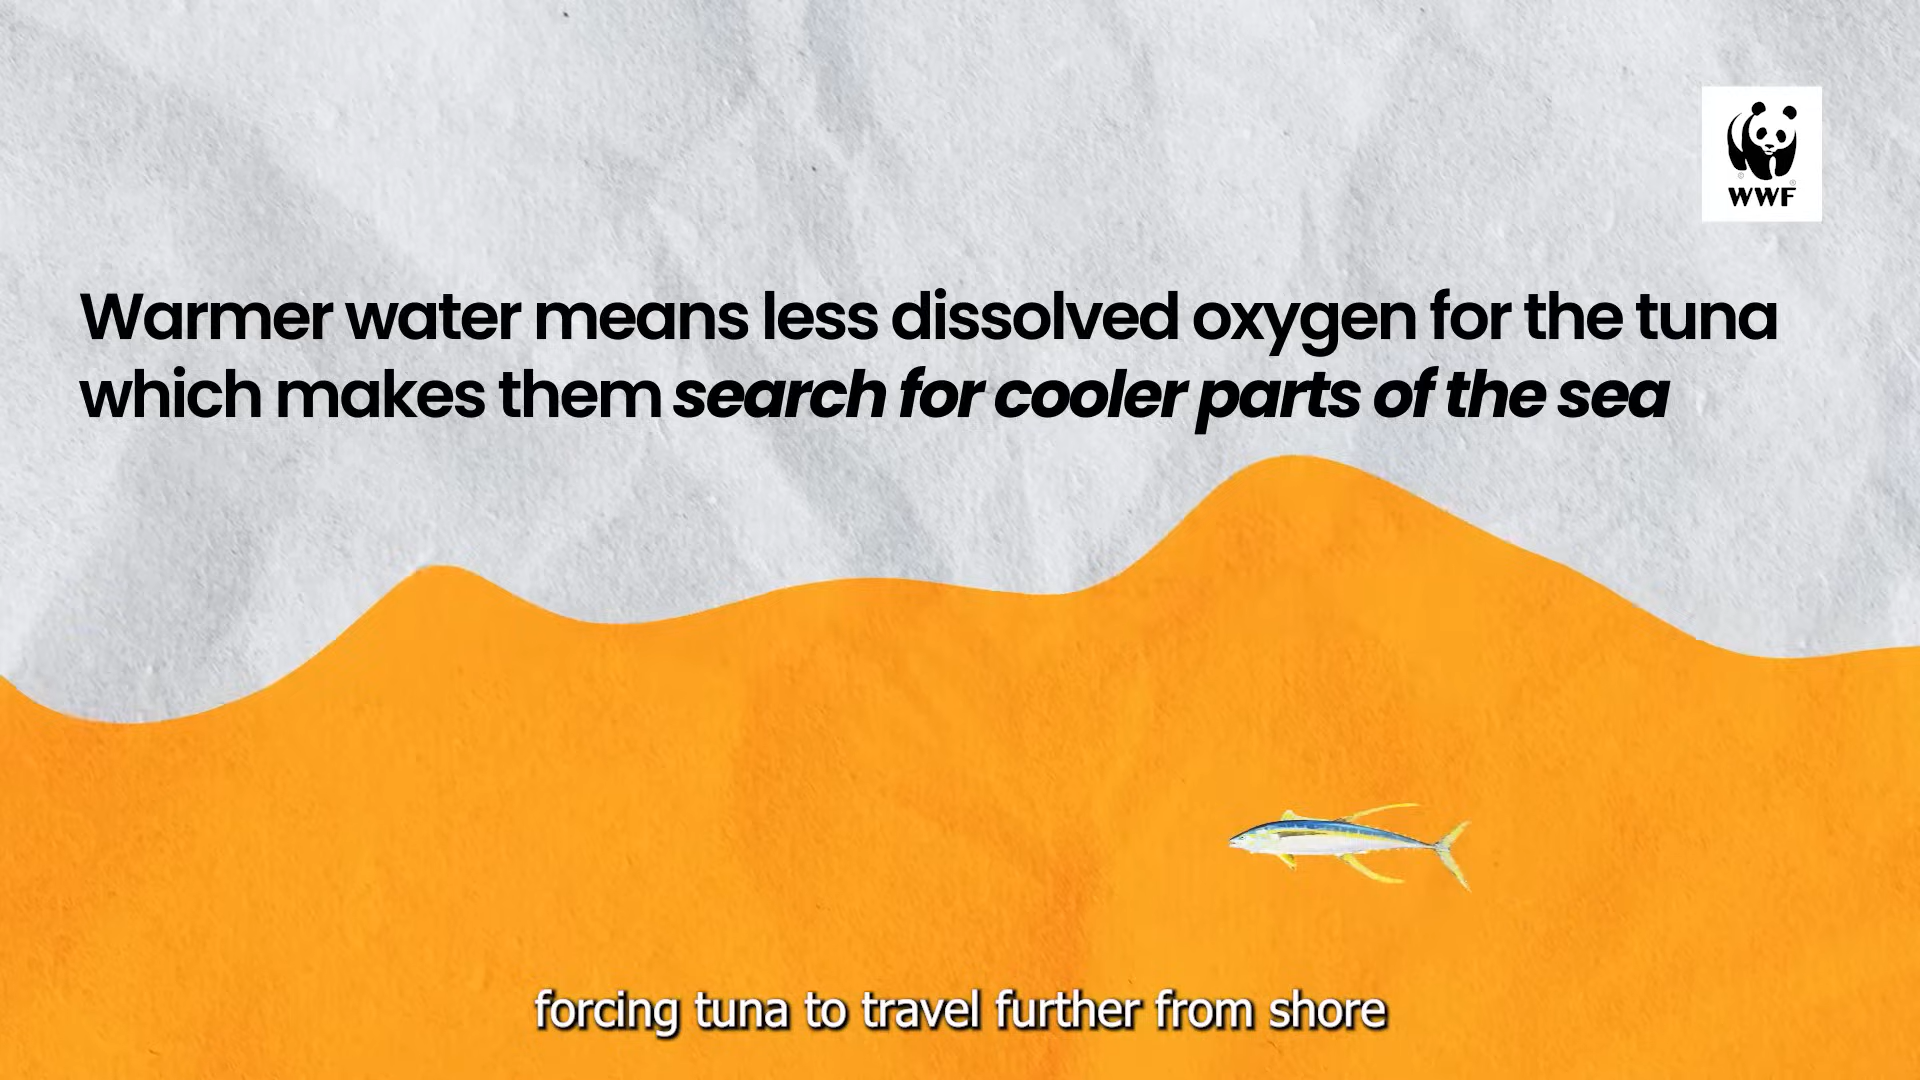 WWF
Warmer water means less dissolved oxygen for the tuna
which makes them search for cooler parts of the sea
forcing tuna to travel further from shore